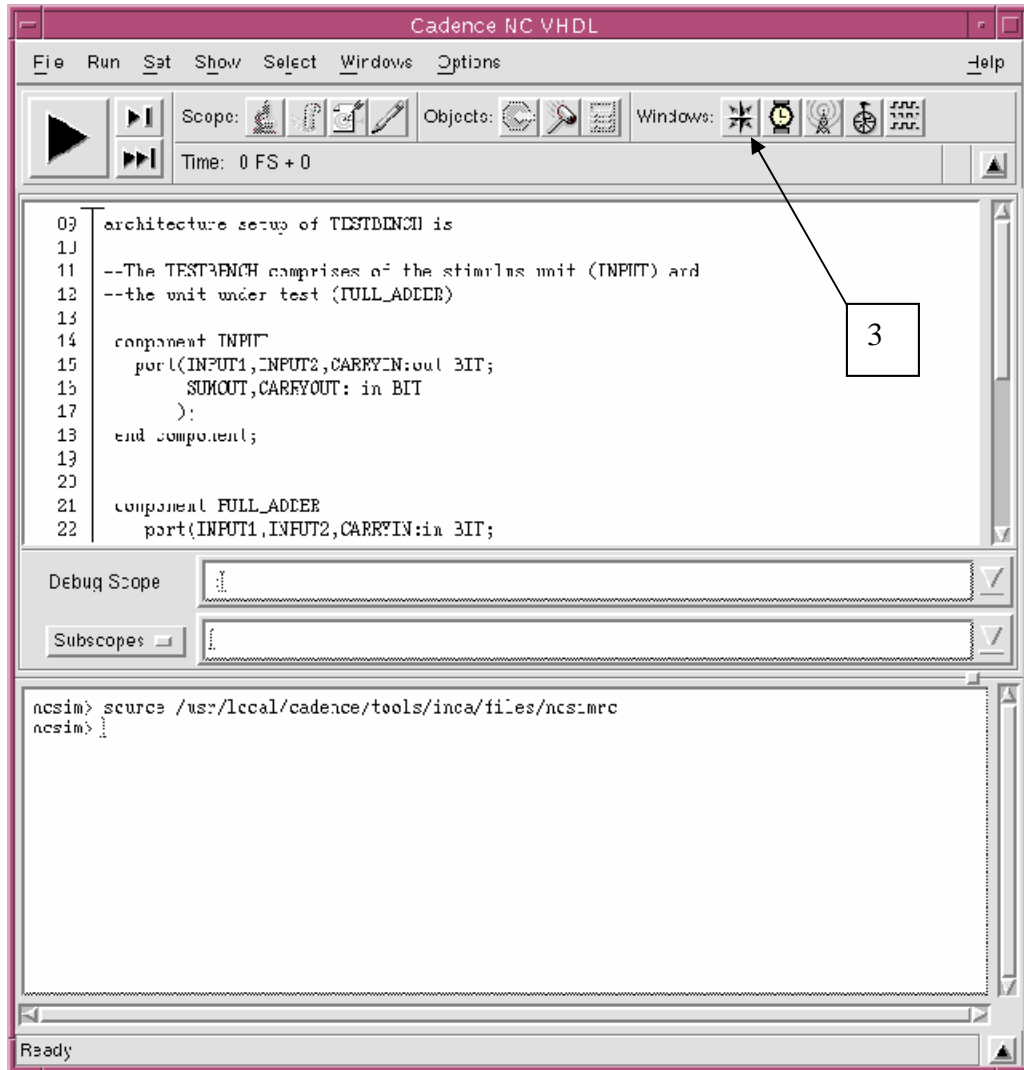 Cadence NC VHDL
File Run Set Show Select Windows Options Help
Scope: Objects: Windows:
Time: 0 FS + 0
09 architecture setup of TESTBENCH is
10
11 --The TESTBENCH comprises of the stimulus unit (INPUT) and
12 --the unit under test (FULL_ADDER)
13
14 component INPUT
15 port(INPUT1,INPUT2,CARRYIN:out BIT;
16 SUMOUT,CARRYOUT: in BIT
17 );
18 end component;
19
20
21 component FULL_ADDER
22 port(INPUT1,INPUT2,CARRYIN:in BIT;
3
Debug Scope :
Subscopes
ncsim> source /usr/local/cadence/tools/inca/files/ncsimrc
ncsim>
Ready